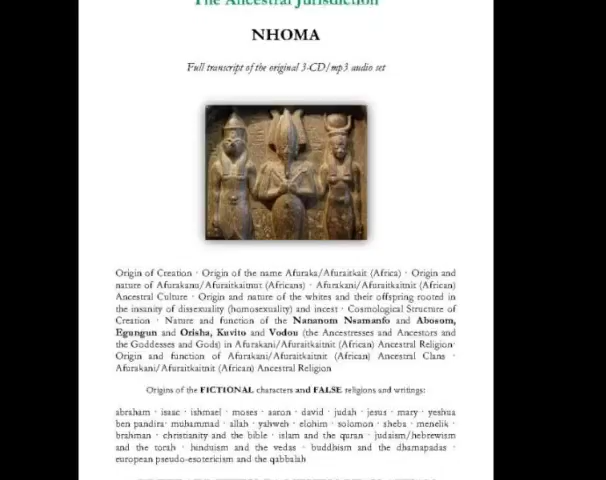 The Ancestral Jurisdiction
NHOMA
Full transcript of the original 3-CD/mp3 audio set
Origin of Creation · Origin of the name Afuraka/Afuraitkait (Africa) · Origin and
nature of Afurakanu/Afuraitkaitnut (Africans) · Afurakani/Afuraitkaitnit (African)
Ancestral Culture · Origin and nature of the whites and their offspring rooted in
the insanity of dissexuality (homosexuality) and incest · Cosmological Structure of
Creation · Nature and function of the Nananom Nsamanfo and Abosom,
Egungun and Orisha, Kuvito and Vodou (the Ancestresses and Ancestors and
the Goddesses and Gods) in Afurakani/Afuraitkaitnit (African) Ancestral Religion·
Origin and function of Afurakani/Afuraitkaitnit (African) Ancestral Clans ·
Afurakani/Afuraitkaitnit (African) Ancestral Religion
Origins of the FICTIONAL characters and FALSE religions and writings:
abraham · isaac · ishmael · moses · aaron · david · judah · jesus · mary · yeshua
ben pandira· muhammad · allah · yahweh · elohim · solomon · sheba · menelik ·
brahman · christianity and the bible · islam and the quran · judaism/hebrewism
and the torah · hinduism and the vedas · buddhism and the dhamapadas ·
european pseudo-esotericism and the qabbalah